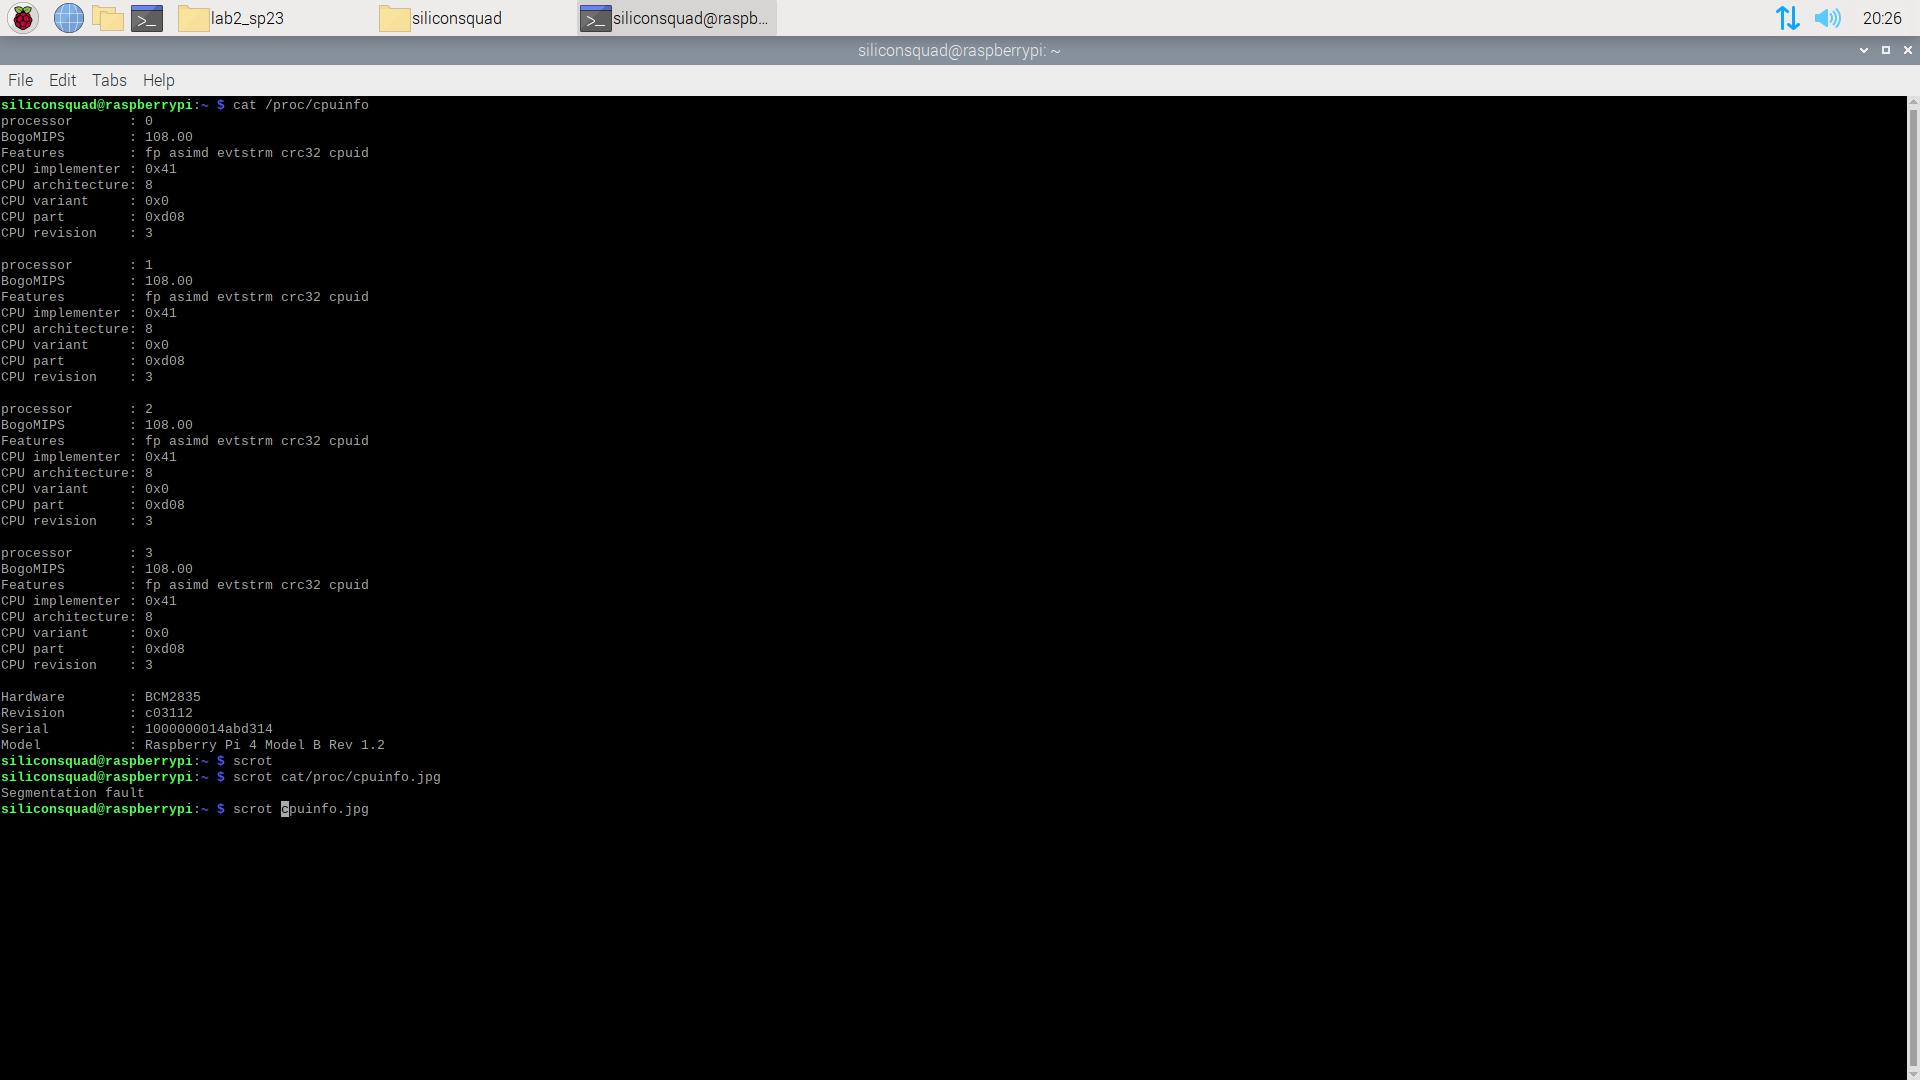 lab2_sp23 siliconsquad siliconsquad@raspb... 20:26
siliconsquad@raspberrypi: ~
File Edit Tabs Help
siliconsquad@raspberrypi:~ $ cat /proc/cpuinfo
processor       : 0
BogoMIPS        : 108.00
Features        : fp asimd evtstrm crc32 cpuid
CPU implementer : 0x41
CPU architecture: 8
CPU variant     : 0x0
CPU part        : 0xd08
CPU revision    : 3
processor       : 1
BogoMIPS        : 108.00
Features        : fp asimd evtstrm crc32 cpuid
CPU implementer : 0x41
CPU architecture: 8
CPU variant     : 0x0
CPU part        : 0xd08
CPU revision    : 3
processor       : 2
BogoMIPS        : 108.00
Features        : fp asimd evtstrm crc32 cpuid
CPU implementer : 0x41
CPU architecture: 8
CPU variant     : 0x0
CPU part        : 0xd08
CPU revision    : 3
processor       : 3
BogoMIPS        : 108.00
Features        : fp asimd evtstrm crc32 cpuid
CPU implementer : 0x41
CPU architecture: 8
CPU variant     : 0x0
CPU part        : 0xd08
CPU revision    : 3
Hardware        : BCM2835
Revision        : c03112
Serial          : 1000000014abd314
Model           : Raspberry Pi 4 Model B Rev 1.2
siliconsquad@raspberrypi:~ $ scrot
siliconsquad@raspberrypi:~ $ scrot cat/proc/cpuinfo.jpg
Segmentation fault
siliconsquad@raspberrypi:~ $ scrot cpuinfo.jpg